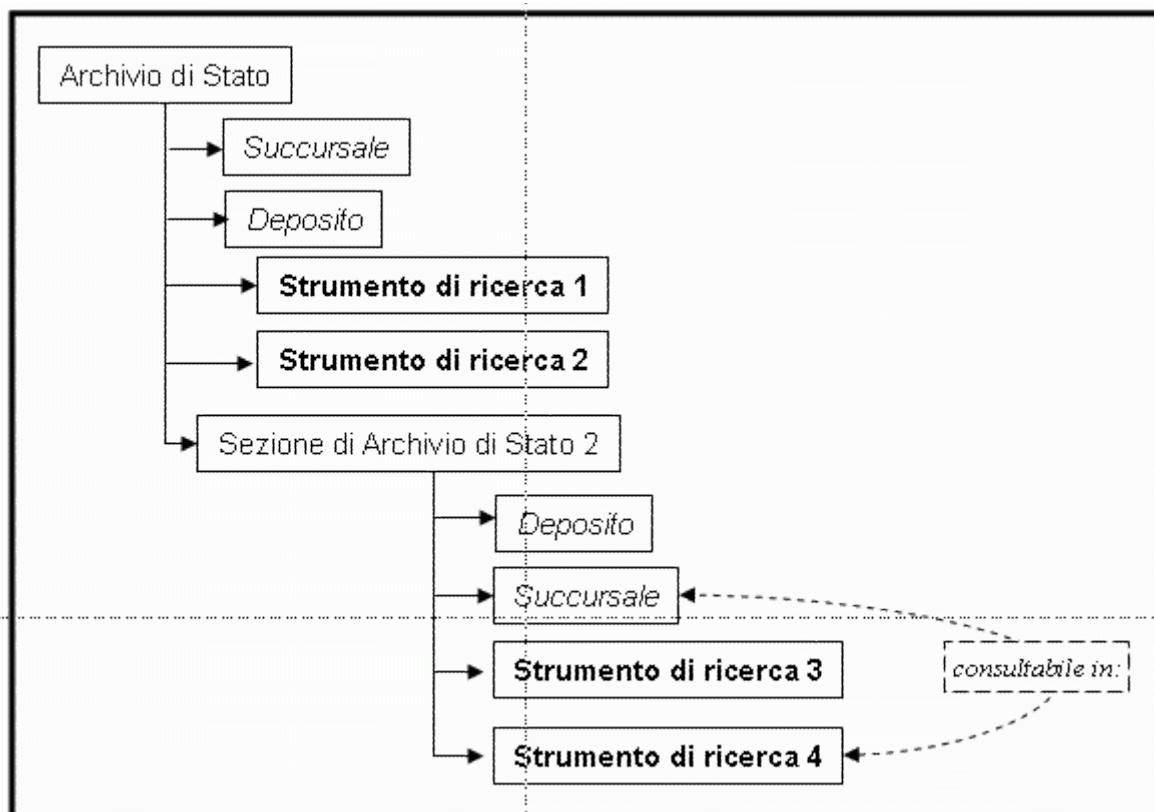 Archivio di Stato
Succursale
Deposito
Strumento di ricerca 1
Strumento di ricerca 2
Sezione di Archivio di Stato 2
Deposito
Succursale
Strumento di ricerca 3
consultabile in:
Strumento di ricerca 4